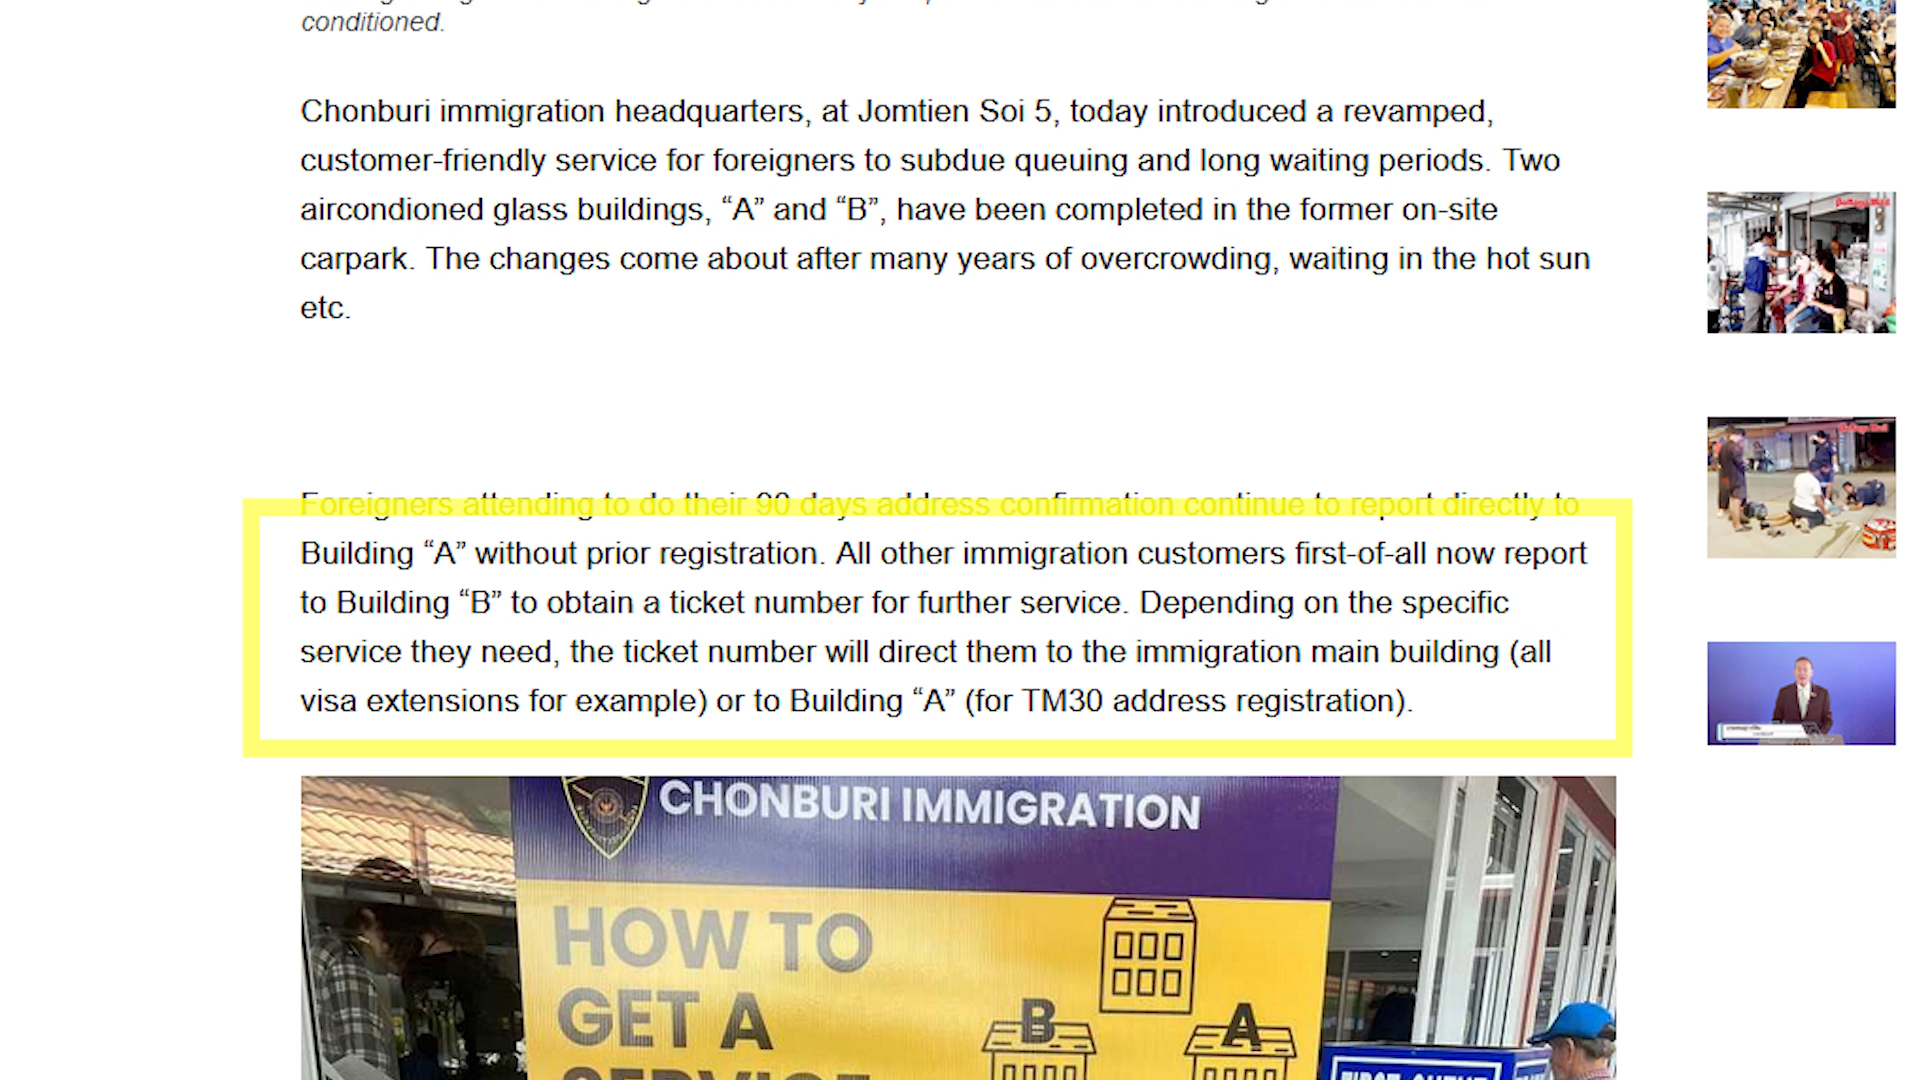 conditioned.
Chonburi immigration headquarters, at Jomtien Soi 5, today introduced a revamped,
customer-friendly service for foreigners to subdue queuing and long waiting periods. Two
aircondioned glass buildings, “A” and “B”, have been completed in the former on-site
carpark. The changes come about after many years of overcrowding, waiting in the hot sun
etc.
Foreigners attending to do their 90 days address confirmation continue to report directly to
Building “A” without prior registration. All other immigration customers first-of-all now report
to Building “B” to obtain a ticket number for further service. Depending on the specific
service they need, the ticket number will direct them to the immigration main building (all
visa extensions for example) or to Building “A” (for TM30 address registration).
CHONBURI IMMIGRATION
HOW TO
GET A
SERVICE
B
A